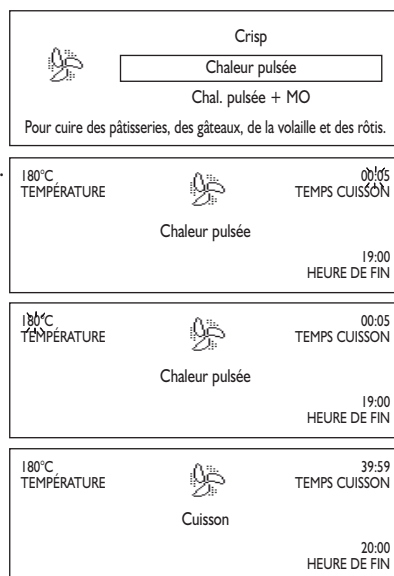 Crisp
Chaleur pulsée
Chal. pulsée + MO
Pour cuire des pâtisseries, des gâteaux, de la volaille et des rôtis.
180°C 00:05
TEMPÉRATURE TEMPS CUISSON
Chaleur pulsée
19:00
HEURE DE FIN
180°C 00:05
TEMPÉRATURE TEMPS CUISSON
Chaleur pulsée
19:00
HEURE DE FIN
180°C 39:59
TEMPÉRATURE TEMPS CUISSON
Cuisson
20:00
HEURE DE FIN